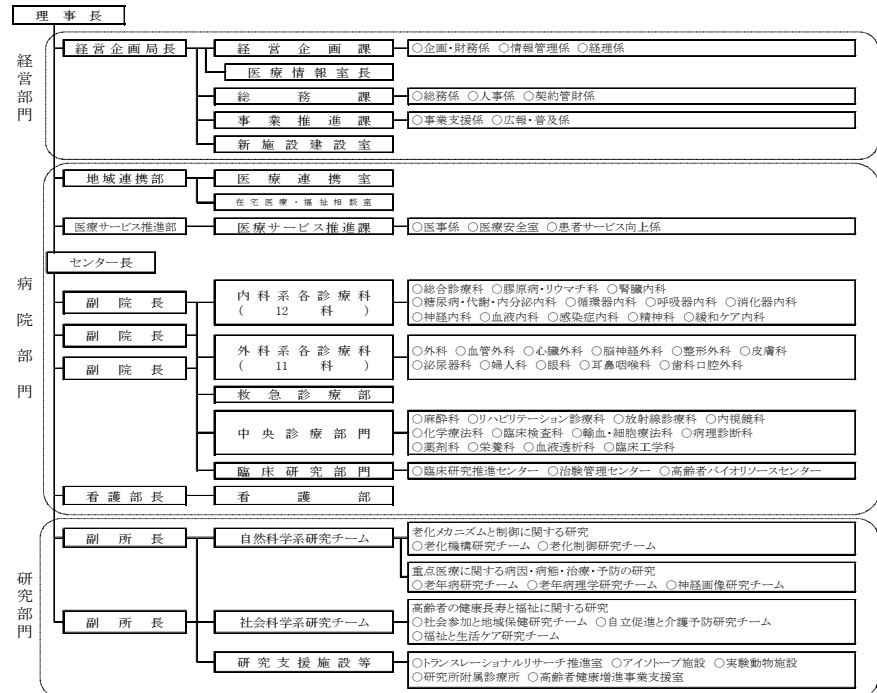 理事長
経営部門
経営企画局長
経営企画課
○企画・財務係 ○情報管理係 ○経理係
医療情報室長
総務課
○総務係 ○人事係 ○契約管財係
事業推進課
○事業支援係 ○広報・普及係
新施設建設室
病院部門
地域連携部
医療連携室
在宅医療・福祉相談室
医療サービス推進部
医療サービス推進課
○医事係 ○医療安全室 ○患者サービス向上係
センター長
副院長
副院長
副院長
内科系各診療科
(12科)
○総合診療科 ○膠原病・リウマチ科 ○腎臓内科
○糖尿病・代謝・内分泌内科 ○循環器内科 ○呼吸器内科 ○消化器内科
○神経内科 ○血液内科 ○感染症内科 ○精神科 ○緩和ケア内科
外科系各診療科
(11科)
○外科 ○血管外科 ○心臓外科 ○脳神経外科 ○整形外科 ○皮膚科
○泌尿器科 ○婦人科 ○眼科 ○耳鼻咽喉科 ○歯科口腔外科
救急診療部
中央診療部門
○麻酔科 ○リハビリテーション診療科 ○放射線診療科 ○内視鏡科
○化学療法科 ○臨床検査科 ○輸血・細胞療法科 ○病理診断科
○薬剤科 ○栄養科 ○血液透析科 ○臨床工学科
臨床研究部門
○臨床研究推進センター ○治験管理センター ○高齢者バイオリソースセンター
看護部長
看護部
研究部門
副所長
自然科学系研究チーム
老化メカニズムと制御に関する研究
○老化機構研究チーム ○老化制御研究チーム
重点医療に関する病因・病態・治療・予防の研究
○老年病研究チーム ○老年病理学研究チーム ○神経画像研究チーム
副所長
社会科学系研究チーム
高齢者の健康長寿と福祉に関する研究
○社会参加と地域保健研究チーム ○自立促進と介護予防研究チーム
○福祉と生活ケア研究チーム
研究支援施設等
○トランスレーショナルリサーチ推進室 ○アイソトープ施設 ○実験動物施設
○研究所附属診療所 ○高齢者健康増進事業支援室